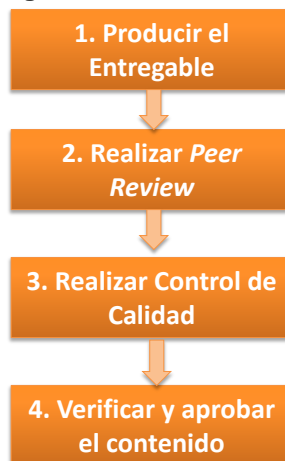 1. Producir el
Entregable
2. Realizar Peer
Review
3. Realizar Control de
Calidad
4. Verificar y aprobar
el contenido